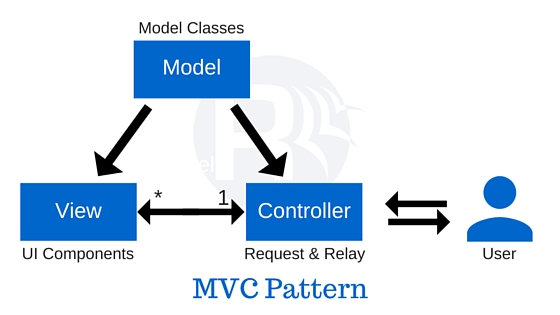 Model Classes
Model
View
* 1
Controller
UI Components
Request & Relay
User
MVC Pattern